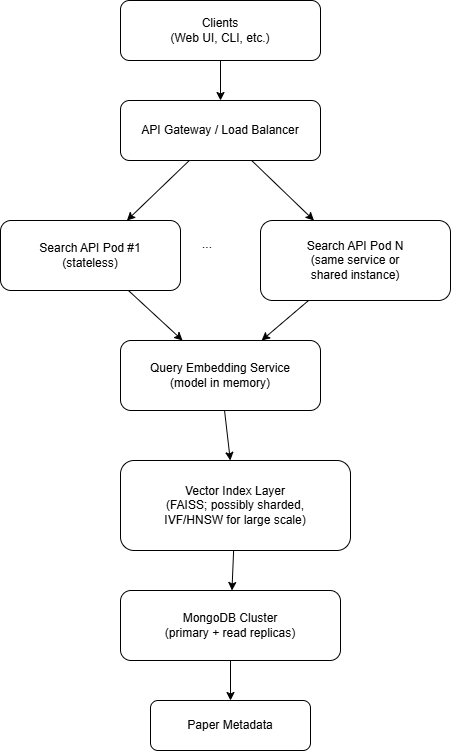 Clients
(Web UI, CLI, etc.)
API Gateway / Load Balancer
Search API Pod #1
(stateless)
...
Search API Pod N
(same service or
shared instance)
Query Embedding Service
(model in memory)
Vector Index Layer
(FAISS; possibly sharded,
IVF/HNSW for large scale)
MongoDB Cluster
(primary + read replicas)
Paper Metadata